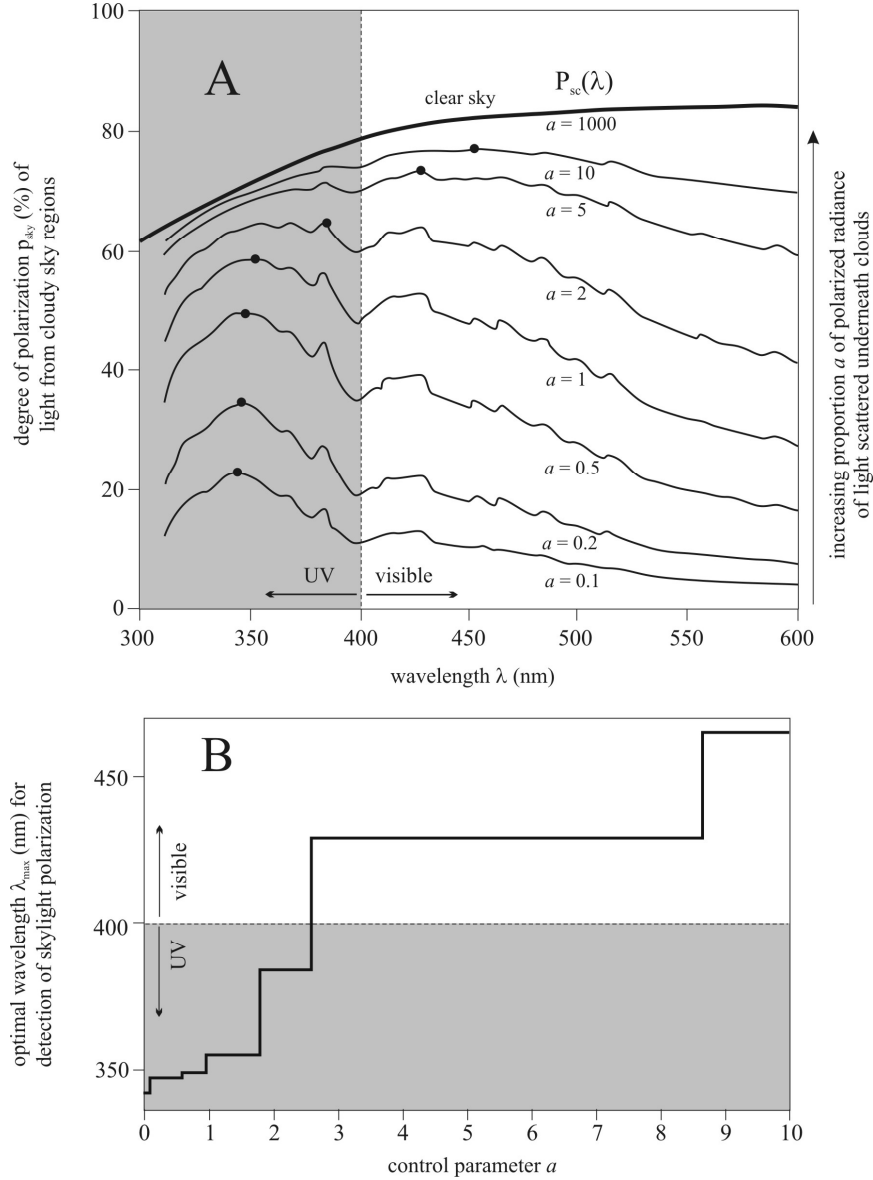 100
80
60
40
20
0
degree of polarization p_sky (%) of
light from cloudy sky regions
A
P_sc(λ)
clear sky
a = 1000
a = 10
a = 5
a = 2
a = 1
a = 0.5
a = 0.2
a = 0.1
UV
visible
300 350 400 450 500 550 600
wavelength λ (nm)
increasing proportion a of polarized radiance
of light scattered underneath clouds
B
450
400
350
optimal wavelength λ_max (nm) for
detection of skylight polarization
visible
UV
0 1 2 3 4 5 6 7 8 9 10
control parameter a